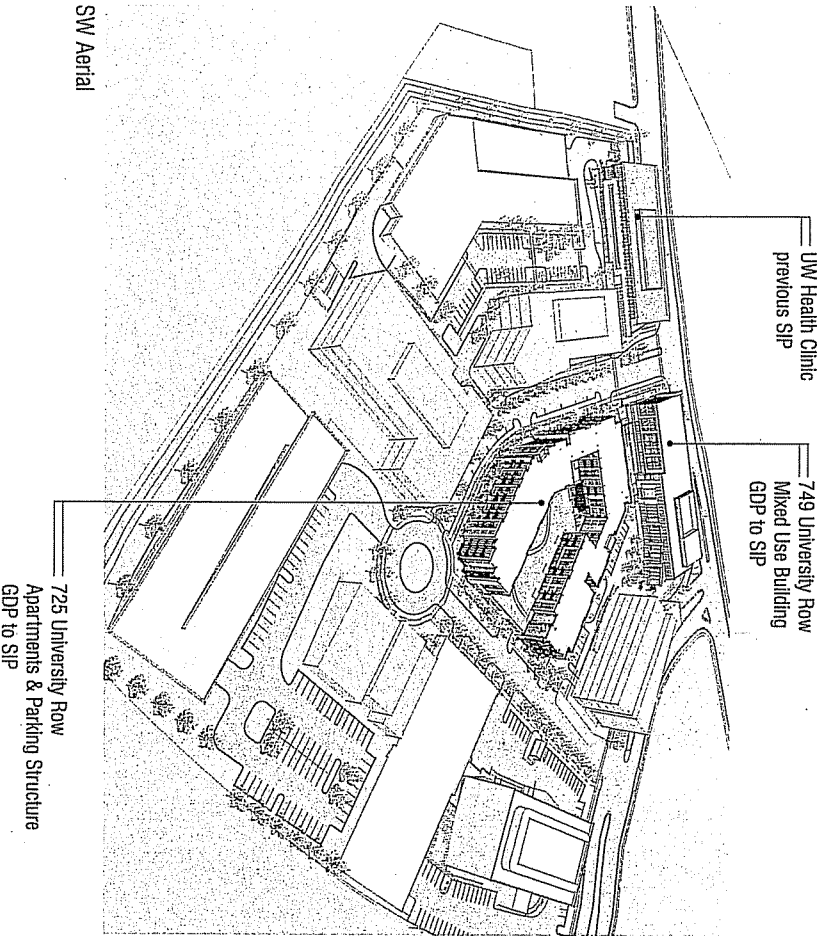 SW Aerial
UW Health Clinic
previous SIP
749 University Row
Mixed Use Building
GDP to SIP
725 University Row
Apartments & Parking Structure
GDP to SIP